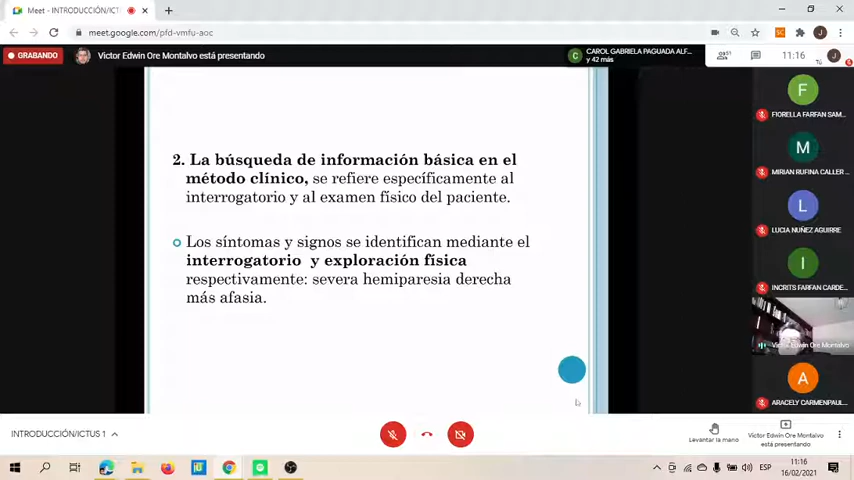 Meet - INTRODUCCIÓN/ICT
meet.google.com/pfd-vmfu-aoc
GRABANDO
Victor Edwin Ore Montalvo está presentando
C
CAROL GABRIELA PAGUADA ALF...
y 42 más
51
11:16
Tú
J
2. La búsqueda de información básica en el
método clínico, se refiere específicamente al
interrogatorio y al examen físico del paciente.
Los síntomas y signos se identifican mediante el
interrogatorio y exploración física
respectivamente: severa hemiparesia derecha
más afasia.
F
FIORELLA FARFAN SAM...
M
MIRIAN RUFINA CALLER ...
L
LUCIA NUÑEZ AGUIRRE
I
INCRITS FARFAN CARDE...
Victor Edwin Ore Montalvo
A
ARACELY CARMENPAUL...
INTRODUCCIÓN/ICTUS 1
Levantar la mano
Victor Edwin Ore Montalvo
está presentando
ESP
11:16
16/02/2021